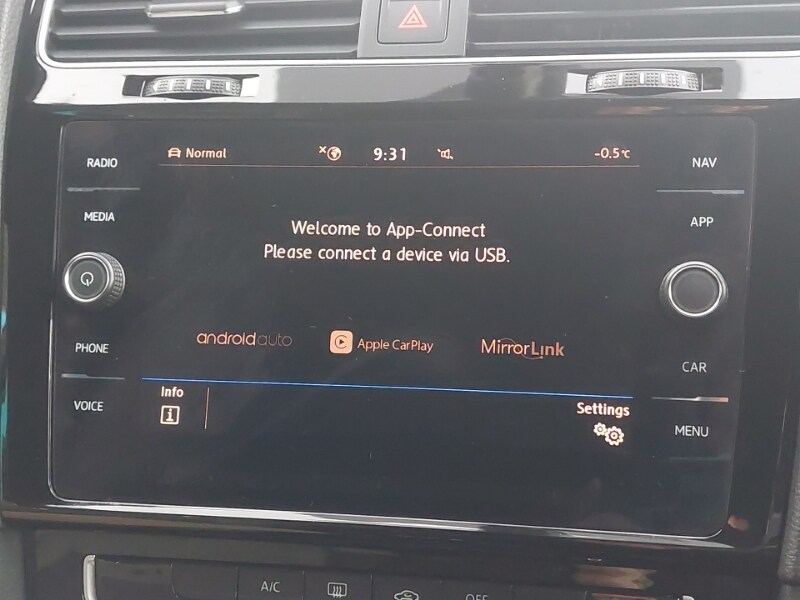 RADIO
Normal
9:31
-0.5°C
NAV
MEDIA
APP
Welcome to App-Connect
Please connect a device via USB.
PHONE
androidauto
Apple CarPlay
MirrorLink
CAR
VOICE
Info
i
Settings
MENU
A/C
OFF